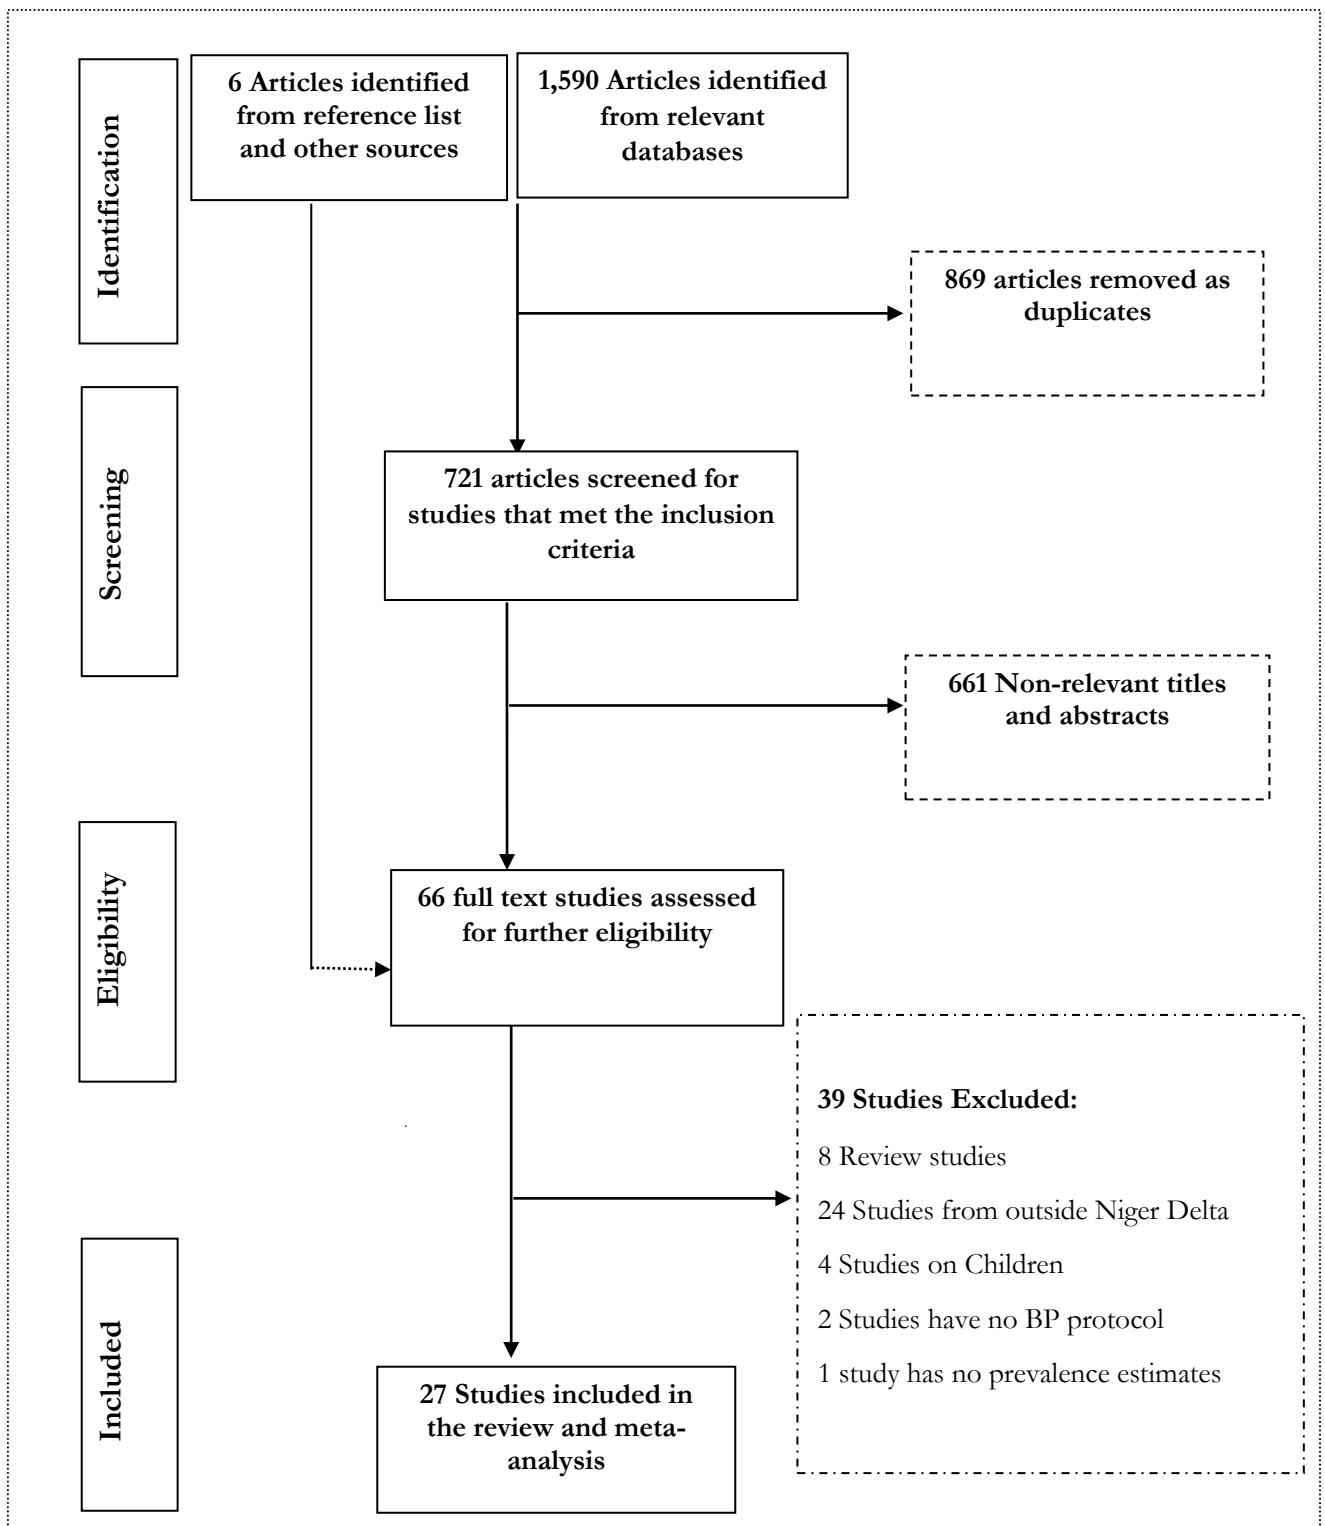 Identification
6 Articles identified
from reference list
and other sources
1,590 Articles identified
from relevant
databases
869 articles removed as
duplicates
Screening
721 articles screened for
studies that met the inclusion
criteria
661 Non-relevant titles
and abstracts
Eligibility
66 full text studies assessed
for further eligibility
39 Studies Excluded:
8 Review studies
24 Studies from outside Niger Delta
4 Studies on Children
2 Studies have no BP protocol
1 study has no prevalence estimates
Included
27 Studies included in
the review and meta-
analysis